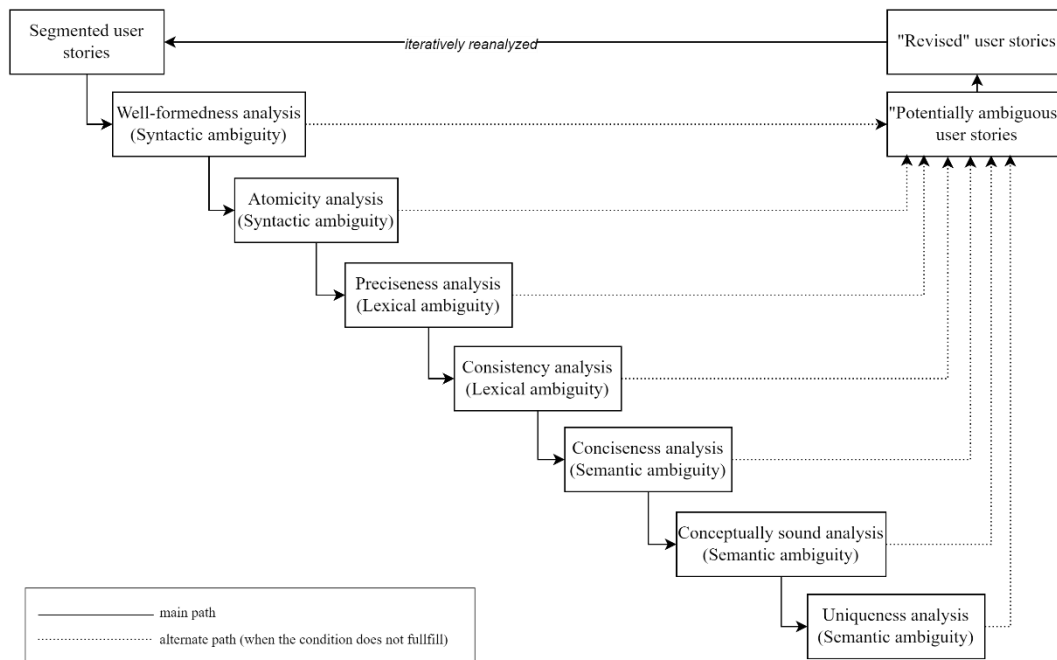 Segmented user
stories
iteratively reanalyzed
"Revised" user stories
Well-formedness analysis
(Syntactic ambiguity)
"Potentially ambiguous
user stories
Atomicity analysis
(Syntactic ambiguity)
Preciseness analysis
(Lexical ambiguity)
Consistency analysis
(Lexical ambiguity)
Conciseness analysis
(Semantic ambiguity)
Conceptually sound analysis
(Semantic ambiguity)
Uniqueness analysis
(Semantic ambiguity)
main path
alternate path (when the condition does not fullfill)